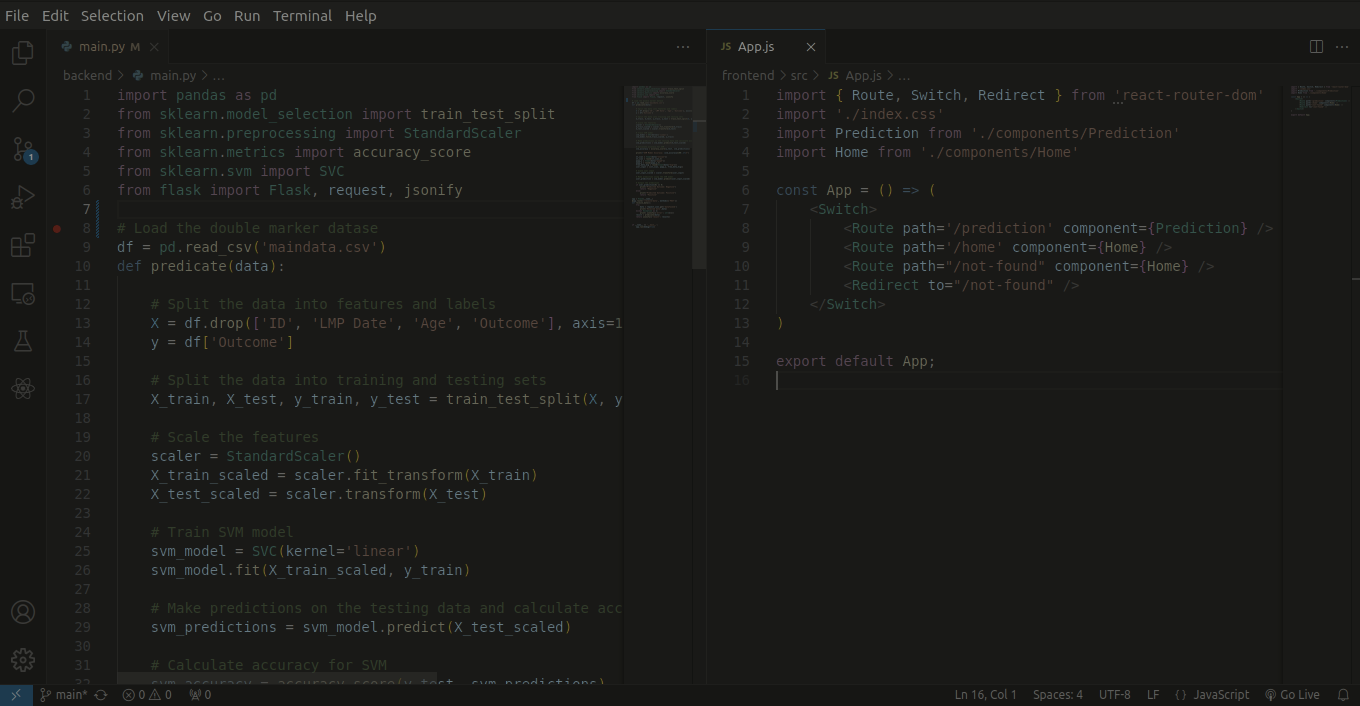 File Edit Selection View Go Run Terminal Help
main.py M
backend > main.py > ...
1 import pandas as pd
2 from sklearn.model_selection import train_test_split
3 from sklearn.preprocessing import StandardScaler
4 from sklearn.metrics import accuracy_score
5 from sklearn.svm import SVC
6 from flask import Flask, request, jsonify
7
8 # Load the double marker datase
9 df = pd.read_csv('maindata.csv')
10 def predicate(data):
11
12 # Split the data into features and labels
13 X = df.drop(['ID', 'LMP Date', 'Age', 'Outcome'], axis=1
14 y = df['Outcome']
15
16 # Split the data into training and testing sets
17 X_train, X_test, y_train, y_test = train_test_split(X, y
18
19 # Scale the features
20 scaler = StandardScaler()
21 X_train_scaled = scaler.fit_transform(X_train)
22 X_test_scaled = scaler.transform(X_test)
23
24 # Train SVM model
25 svm_model = SVC(kernel='linear')
26 svm_model.fit(X_train_scaled, y_train)
27
28 # Make predictions on the testing data and calculate acc
29 svm_predictions = svm_model.predict(X_test_scaled)
30
31 # Calculate accuracy for SVM
32 svm_accuracy = accuracy_score(y_test, svm_predictions)
JS App.js
frontend > src > JS App.js > ...
1 import { Route, Switch, Redirect } from 'react-router-dom'
2 import './index.css'
3 import Prediction from './components/Prediction'
4 import Home from './components/Home'
5
6 const App = () => (
7 <Switch>
8 <Route path='/prediction' component={Prediction} />
9 <Route path='/home' component={Home} />
10 <Route path="/not-found" component={Home} />
11 <Redirect to="/not-found" />
12 </Switch>
13 )
14
15 export default App;
16
1
main* 0 0 0
Ln 16, Col 1 Spaces: 4 UTF-8 LF {} JavaScript Go Live